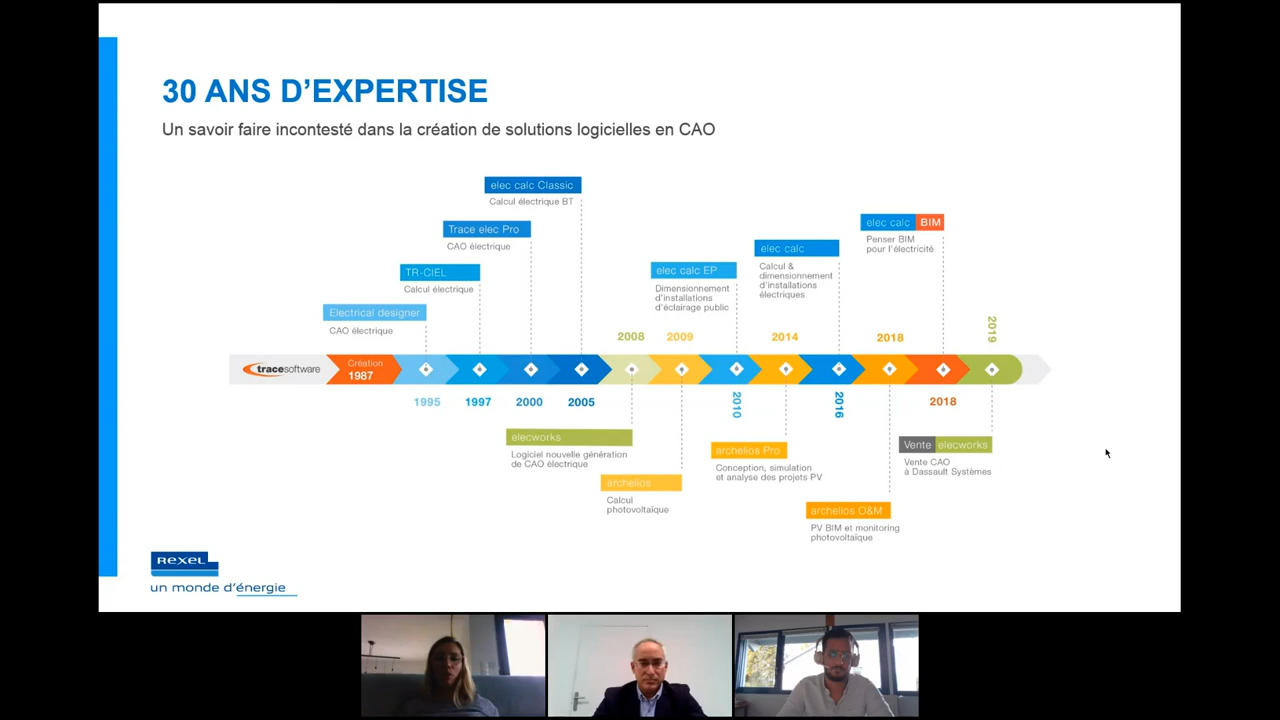 30 ANS D'EXPERTISE
Un savoir faire incontesté dans la création de solutions logicielles en CAO
elec calc Classic
Calcul électrique BT
Trace elec Pro
CAO électrique
TR-CIEL
Calcul électrique
Electrical designer
CAO électrique
elec calc EP
Dimensionnement
d'installations
d'éclairage public
elec calc
Calcul &
dimensionnement
d'installations
électriques
elec calc BIM
Penser BIM
pour l'électricité
2008
2009
2014
2018
2019
tracesoftware
Création
1987
1995
1997
2000
2005
2010
2016
2018
elecworks
Logiciel nouvelle génération
de CAO électrique
archelios
Calcul
photovoltaïque
archelios Pro
Conception, simulation
et analyse des projets PV
archelios O&M
PV BIM et monitoring
photovoltaïque
Vente elecworks
Vente CAO
à Dassault Systèmes
REXEL
un monde d'énergie